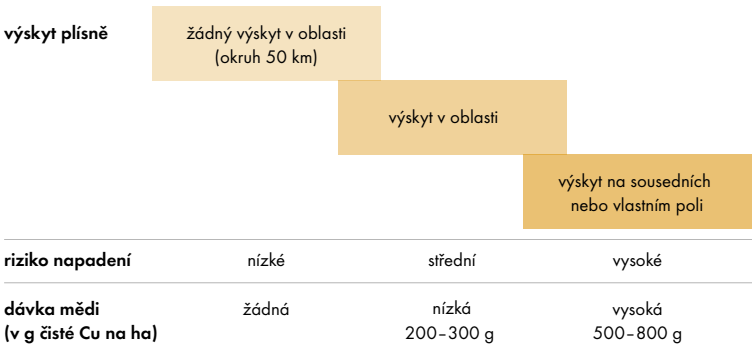 výskyt plísně
žádný výskyt v oblasti
(okruh 50 km)
výskyt v oblasti
výskyt na sousedních
nebo vlastním poli
riziko napadení nízké střední vysoké
dávka mědi žádná nízká vysoká
(v g čisté Cu na ha) 200–300 g 500–800 g